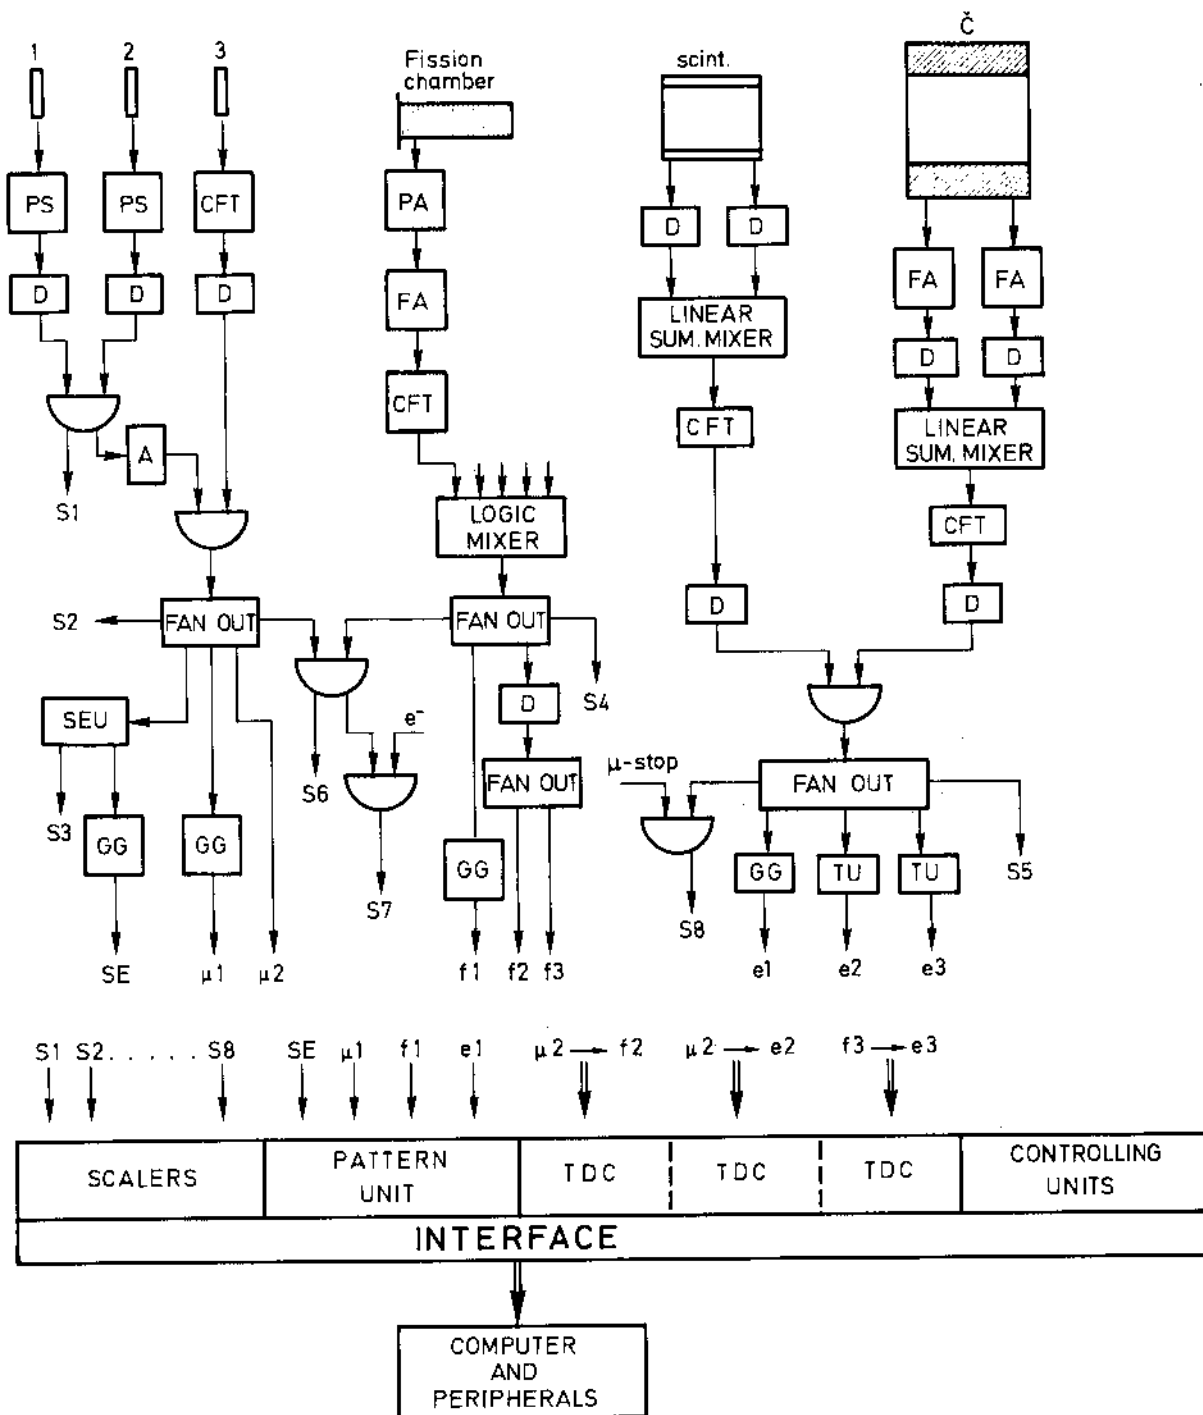 1
2
3
Fission
chamber
scint.
Č
PS
PS
CFT
PA
D
D
FA
FA
D
D
D
FA
LINEAR
SUM. MIXER
D
D
CFT
CFT
LINEAR
SUM. MIXER
A
S1
LOGIC
MIXER
CFT
S2
FAN OUT
FAN OUT
D
D
SEU
D
S4
e⁻
μ-stop
FAN OUT
FAN OUT
S6
S3
GG
GG
GG
GG
TU
TU
S5
S7
S8
SE
μ1
μ2
f1
f2
f3
e1
e2
e3
S1 S2 . . . . . S8 SE μ1 f1 e1 μ2 → f2 μ2 → e2 f3 → e3
SCALERS
PATTERN
UNIT
TDC
TDC
TDC
CONTROLLING
UNITS
INTERFACE
COMPUTER
AND
PERIPHERALS